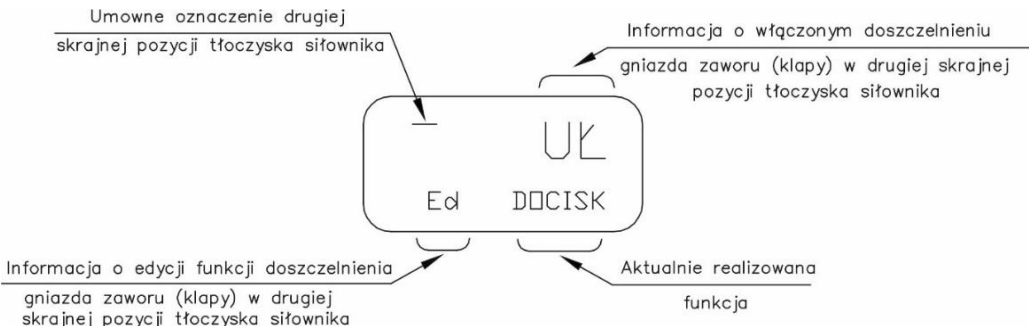 Umowne oznaczenie drugiej
skrajnej pozycji tłoczyska siłownika
Informacja o włączonym doszczelnieniu
gniazda zaworu (klapy) w drugiej skrajnej
pozycji tłoczyska siłownika
—
UŁ
Ed DOCISK
Informacja o edycji funkcji doszczelnienia
gniazda zaworu (klapy) w drugiej
skrajnej pozycji tłoczyska siłownika
Aktualnie realizowana
funkcja